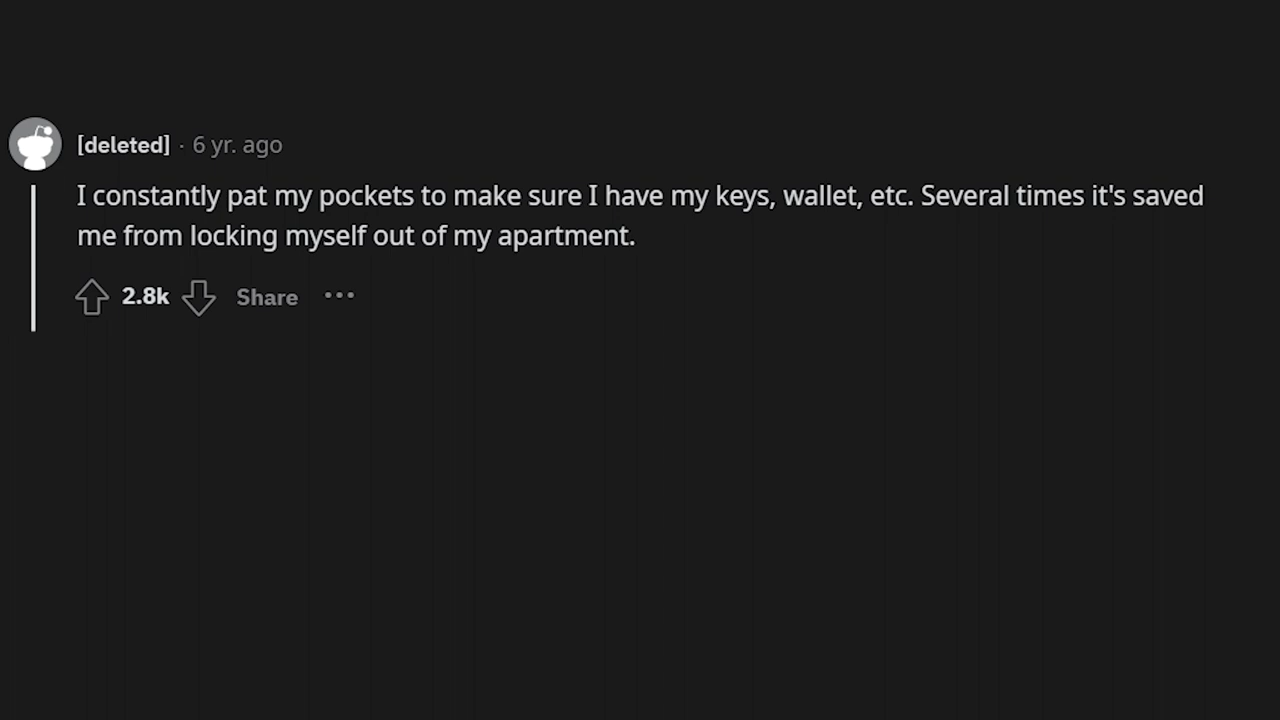 [deleted] · 6 yr. ago
I constantly pat my pockets to make sure I have my keys, wallet, etc. Several times it's saved
me from locking myself out of my apartment.
2.8k Share ···